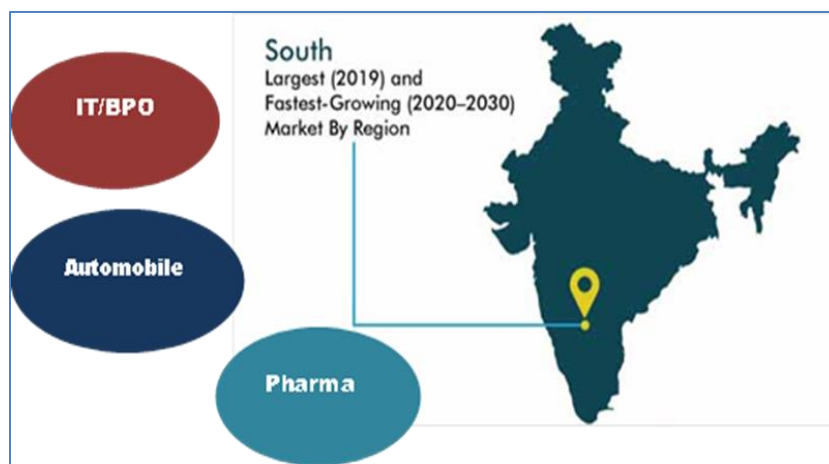 South
Largest (2019) and
Fastest-Growing (2020–2030)
Market By Region
IT/BPO
Automobile
Pharma